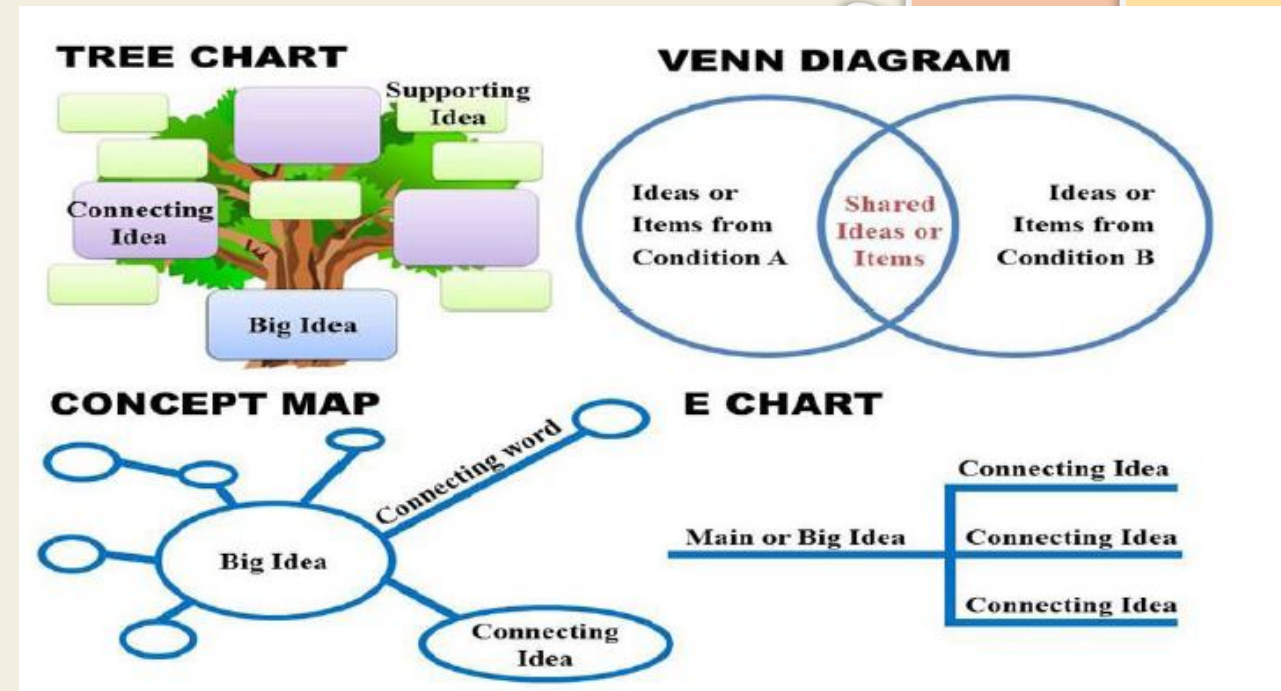 TREE CHART
Supporting
Idea
Connecting
Idea
Big Idea
VENN DIAGRAM
Ideas or
Items from
Condition A
Shared
Ideas or
Items
Ideas or
Items from
Condition B
CONCEPT MAP
Connecting word
Big Idea
Connecting
Idea
E CHART
Main or Big Idea
Connecting Idea
Connecting Idea
Connecting Idea